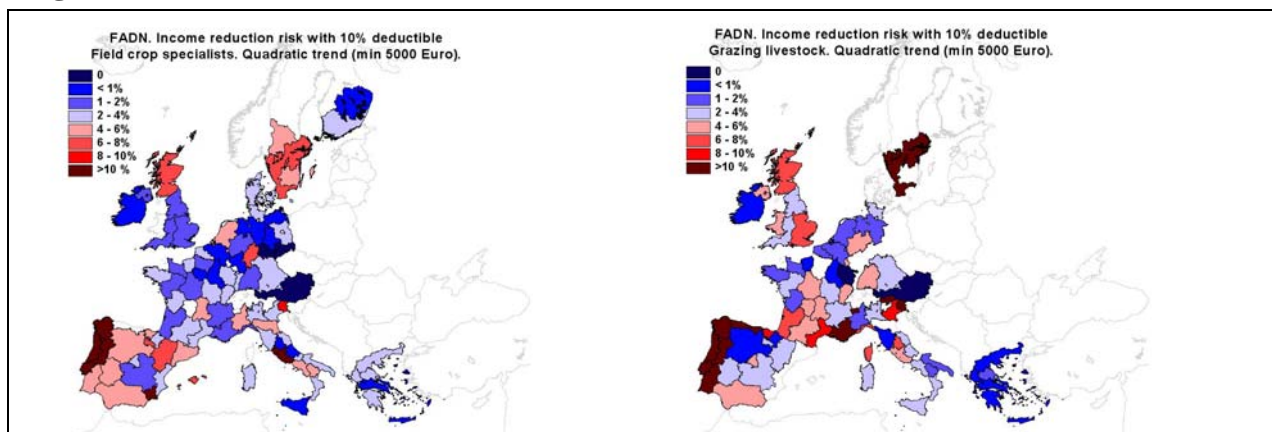 FADN. Income reduction risk with 10% deductible
Field crop specialists. Quadratic trend (min 5000 Euro).
0
< 1%
1 - 2%
2 - 4%
4 - 6%
6 - 8%
8 - 10%
>10 %
FADN. Income reduction risk with 10% deductible
Grazing livestock. Quadratic trend (min 5000 Euro).
0
< 1%
1 - 2%
2 - 4%
4 - 6%
6 - 8%
8 - 10%
>10 %